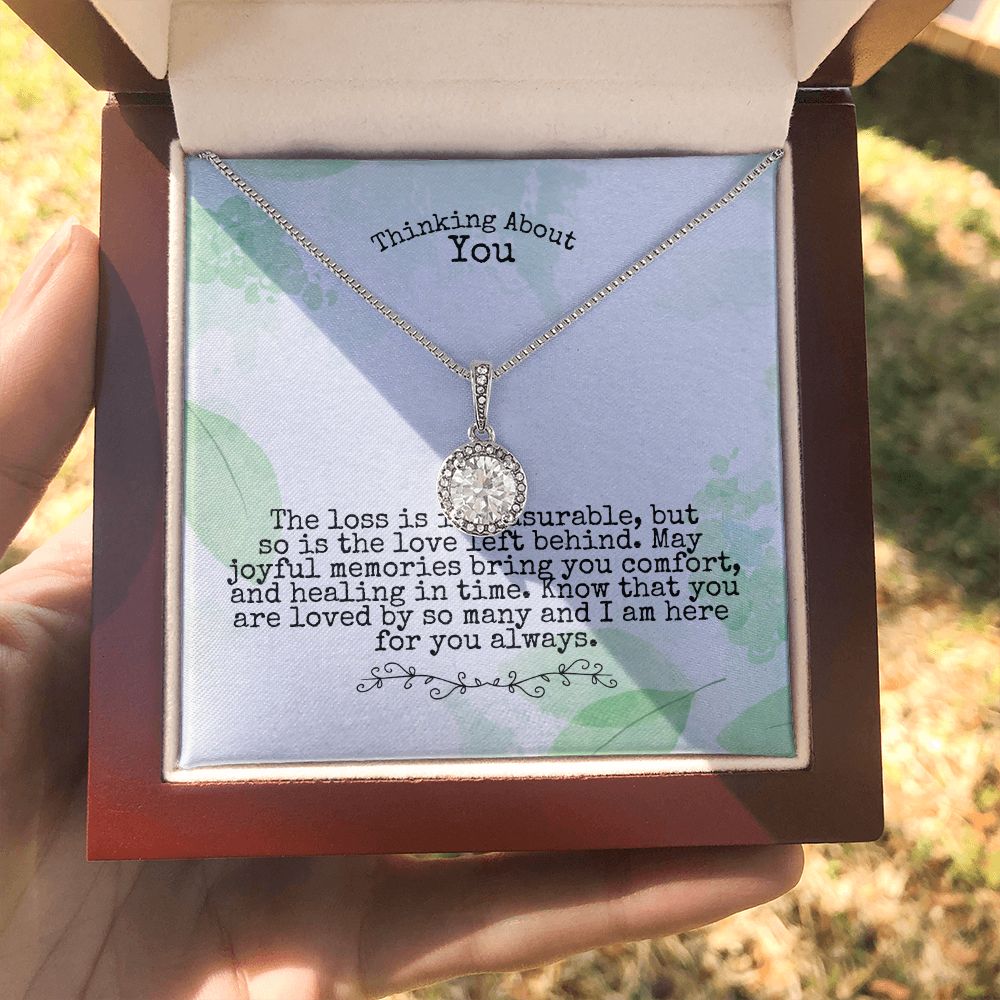 Thinking About
You
The loss is, but
so is the love left behind. May
joyful memories bring you comfort,
and healing in time. Know that you
are loved by so many and I am here
for you always.